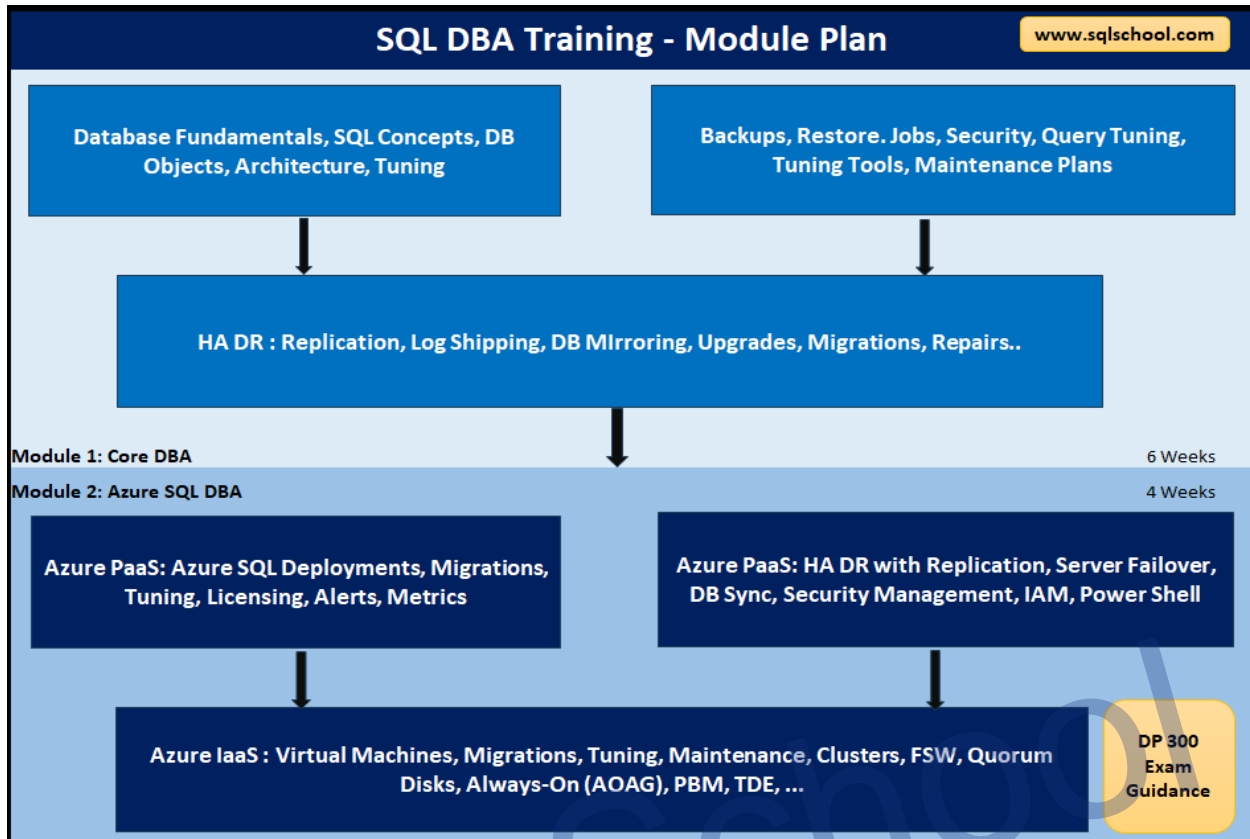 SQL DBA Training - Module Plan
www.sqlschool.com
Database Fundamentals, SQL Concepts, DB
Objects, Architecture, Tuning
Backups, Restore. Jobs, Security, Query Tuning,
Tuning Tools, Maintenance Plans
HA DR : Replication, Log Shipping, DB MIrroring, Upgrades, Migrations, Repairs..
Module 1: Core DBA
6 Weeks
Module 2: Azure SQL DBA
4 Weeks
Azure PaaS: Azure SQL Deployments, Migrations,
Tuning, Licensing, Alerts, Metrics
Azure PaaS: HA DR with Replication, Server Failover,
DB Sync, Security Management, IAM, Power Shell
Azure IaaS : Virtual Machines, Migrations, Tuning, Maintenance, Clusters, FSW, Quorum
Disks, Always-On (AOAG), PBM, TDE, ...
DP 300
Exam
Guidance
School